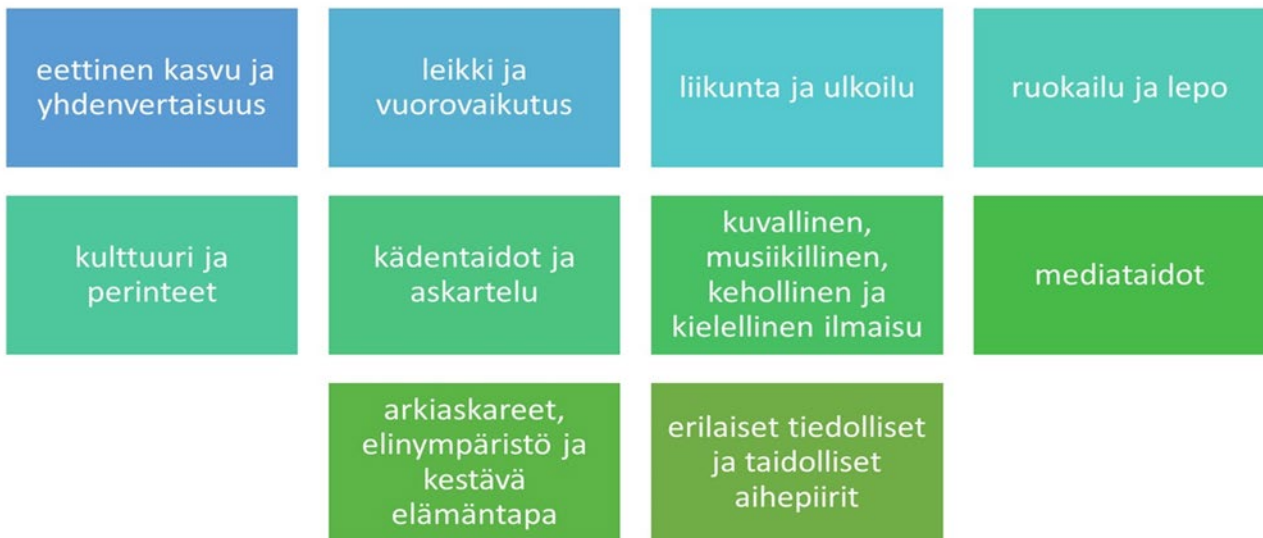 eettinen kasvu ja
yhdenvertaisuus
leikki ja
vuorovaikutus
liikunta ja ulkoilu
ruokailu ja lepo
kulttuuri ja
perinteet
kädentaidot ja
askartelu
kuvallinen,
musiikillinen,
kehollinen ja
kielellinen ilmaisu
mediataidot
arkiaskareet,
elinympäristö ja
kestävä
elämäntapa
erilaiset tiedolliset
ja taidolliset
aihepiirit